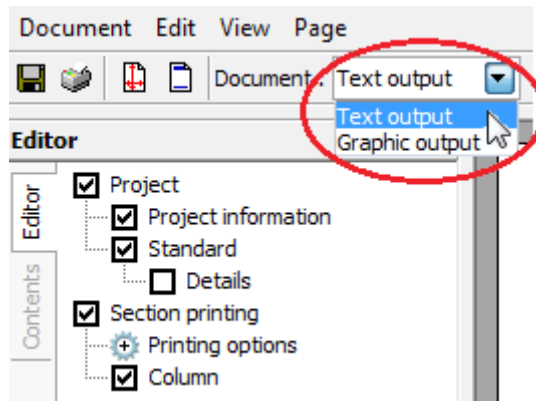 Document Edit View Page
Document : Text output
Text output
Graphic output
Editor
Editor
Contents
Project
Project information
Standard
Details
Section printing
Printing options
Column